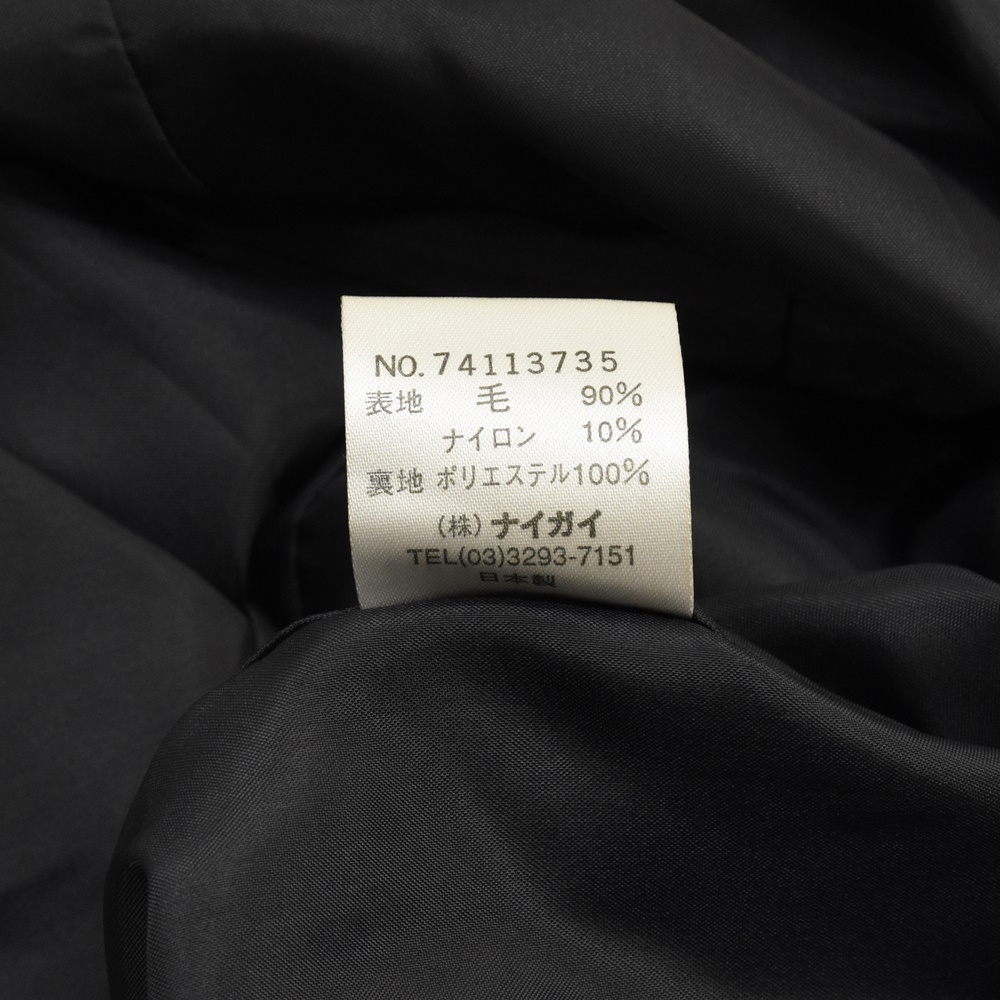 NO.74113735
表地 毛 90%
ナイロン 10%
裏地 ポリエステル100%
(株)ナイガイ
TEL(03)3293-7151
日本製